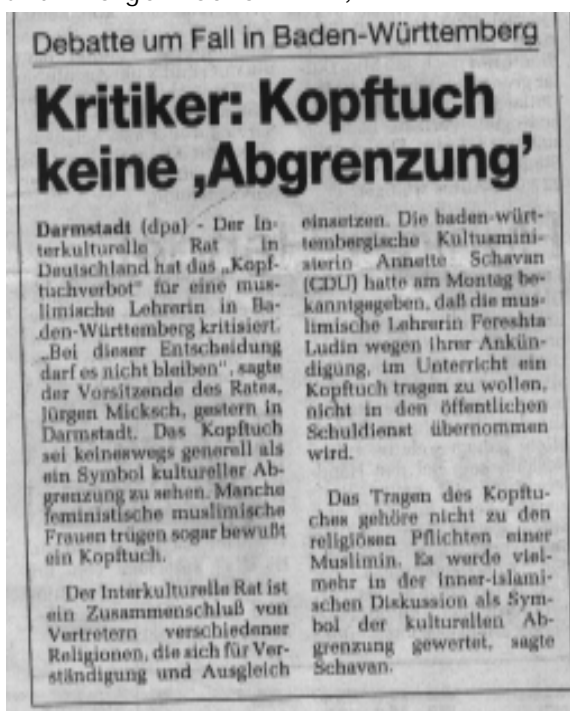 Debatte um Fall in Baden-Württemberg
Kritiker: Kopftuch
keine ‚Abgrenzung’
Darmstadt (dpa) - Der In-
terkulturelle Rat in
Deutschland hat das „Kopf-
tuchverbot“ für eine mus-
limische Lehrerin in Ba-
den-Württemberg kritisiert.
„Bei dieser Entscheidung
darf es nicht bleiben“, sagte
der Vorsitzende des Rates,
Jürgen Micksch, gestern in
Darmstadt. Das Kopftuch
sei keineswegs generell als
ein Symbol kultureller Ab-
grenzung zu sehen. Manche
feministische muslimische
Frauen trügen sogar bewußt
ein Kopftuch.
Der Interkulturelle Rat ist
ein Zusammenschluß von
Vertretern verschiedener
Religionen, die sich für Ver-
ständigung und Ausgleich
einsetzen. Die baden-würt-
tembergische Kultusmini-
sterin Annette Schavan
(CDU) hatte am Montag be-
kanntgegeben, daß die mus-
limische Lehrerin Fereshta
Ludin wegen ihrer Ankün-
digung, im Unterricht ein
Kopftuch tragen zu wollen,
nicht in den öffentlichen
Schuldienst übernommen
wird.
Das Tragen des Kopftu-
ches gehöre nicht zu den
religiösen Pflichten einer
Muslimin. Es werde viel-
mehr in der inner-islami-
schen Diskussion als Sym-
bol der kulturellen Ab-
grenzung gewertet, sagte
Schavan.